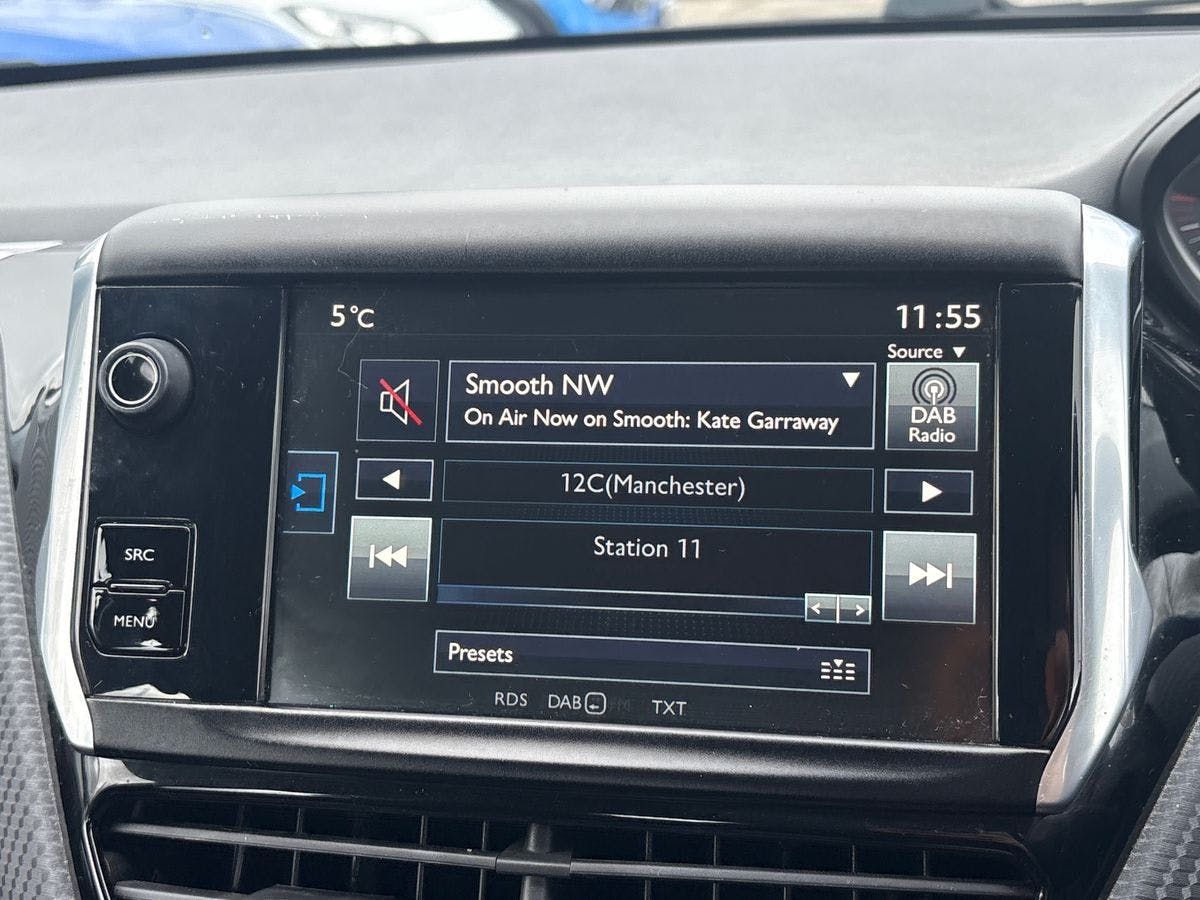 5°C
11:55
Source
Smooth NW
On Air Now on Smooth: Kate Garraway
DAB
Radio
12C(Manchester)
SRC
Station 11
MENU
Presets
RDS DAB FM TXT